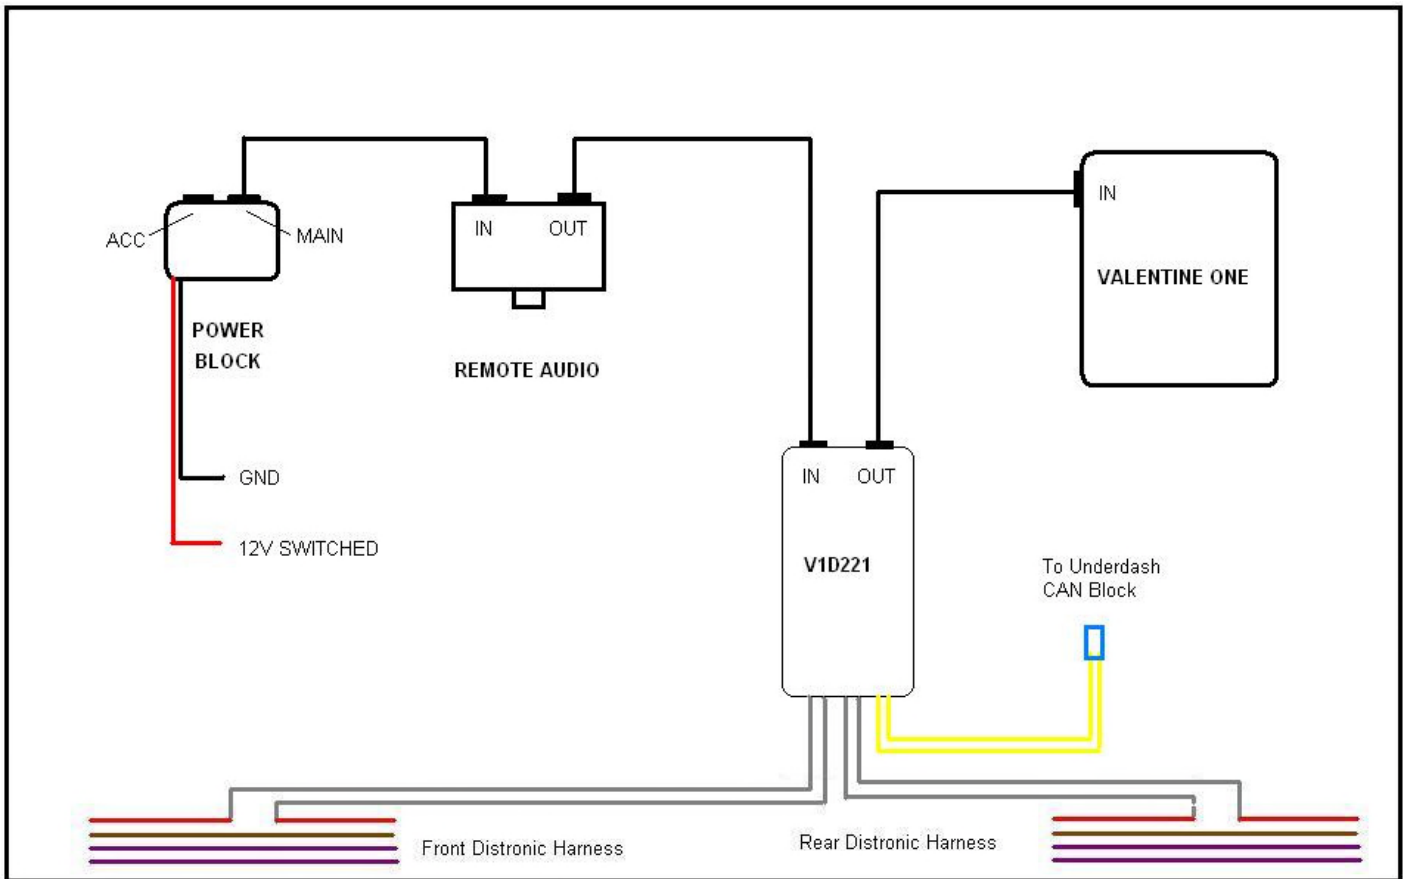 ACC
MAIN
POWER
BLOCK
GND
12V SWITCHED
IN OUT
REMOTE AUDIO
IN
VALENTINE ONE
IN OUT
V1D221
To Underdash
CAN Block
Front Distronic Harness
Rear Distronic Harness